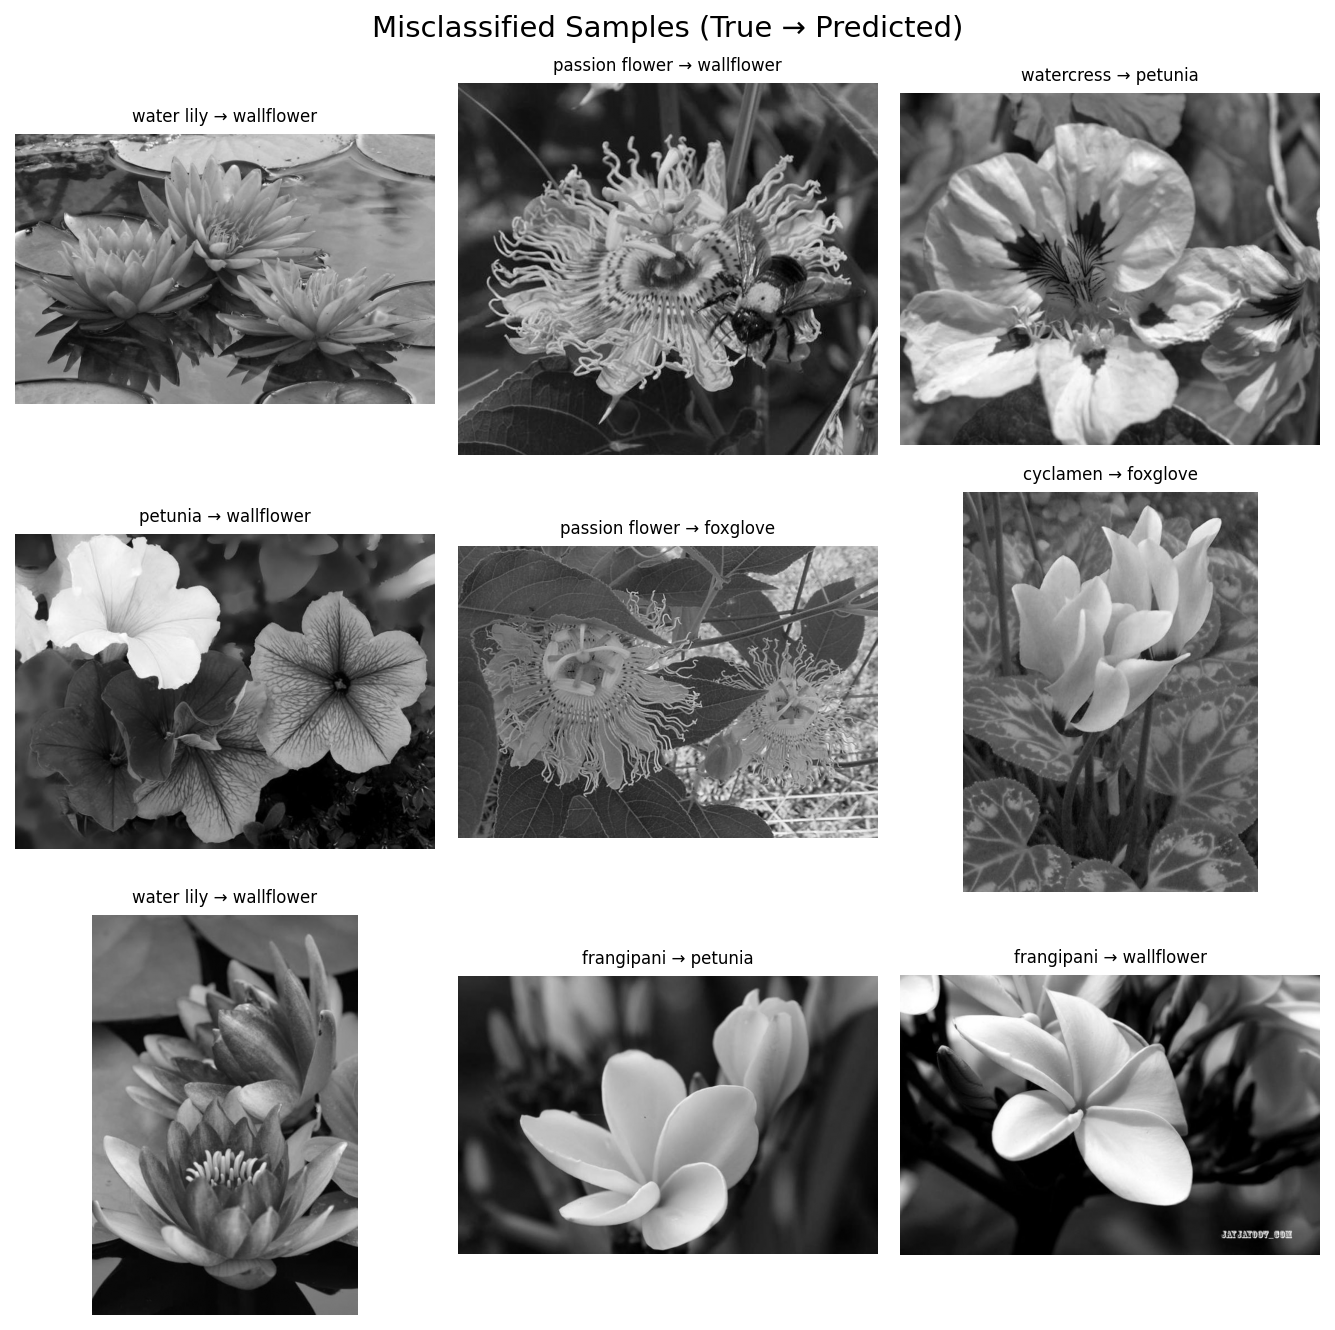 Misclassified Samples (True → Predicted)
water lily → wallflower
passion flower → wallflower
watercress → petunia
petunia → wallflower
passion flower → foxglove
cyclamen → foxglove
water lily → wallflower
frangipani → petunia
frangipani → wallflower
JAYJAYOO7_COM